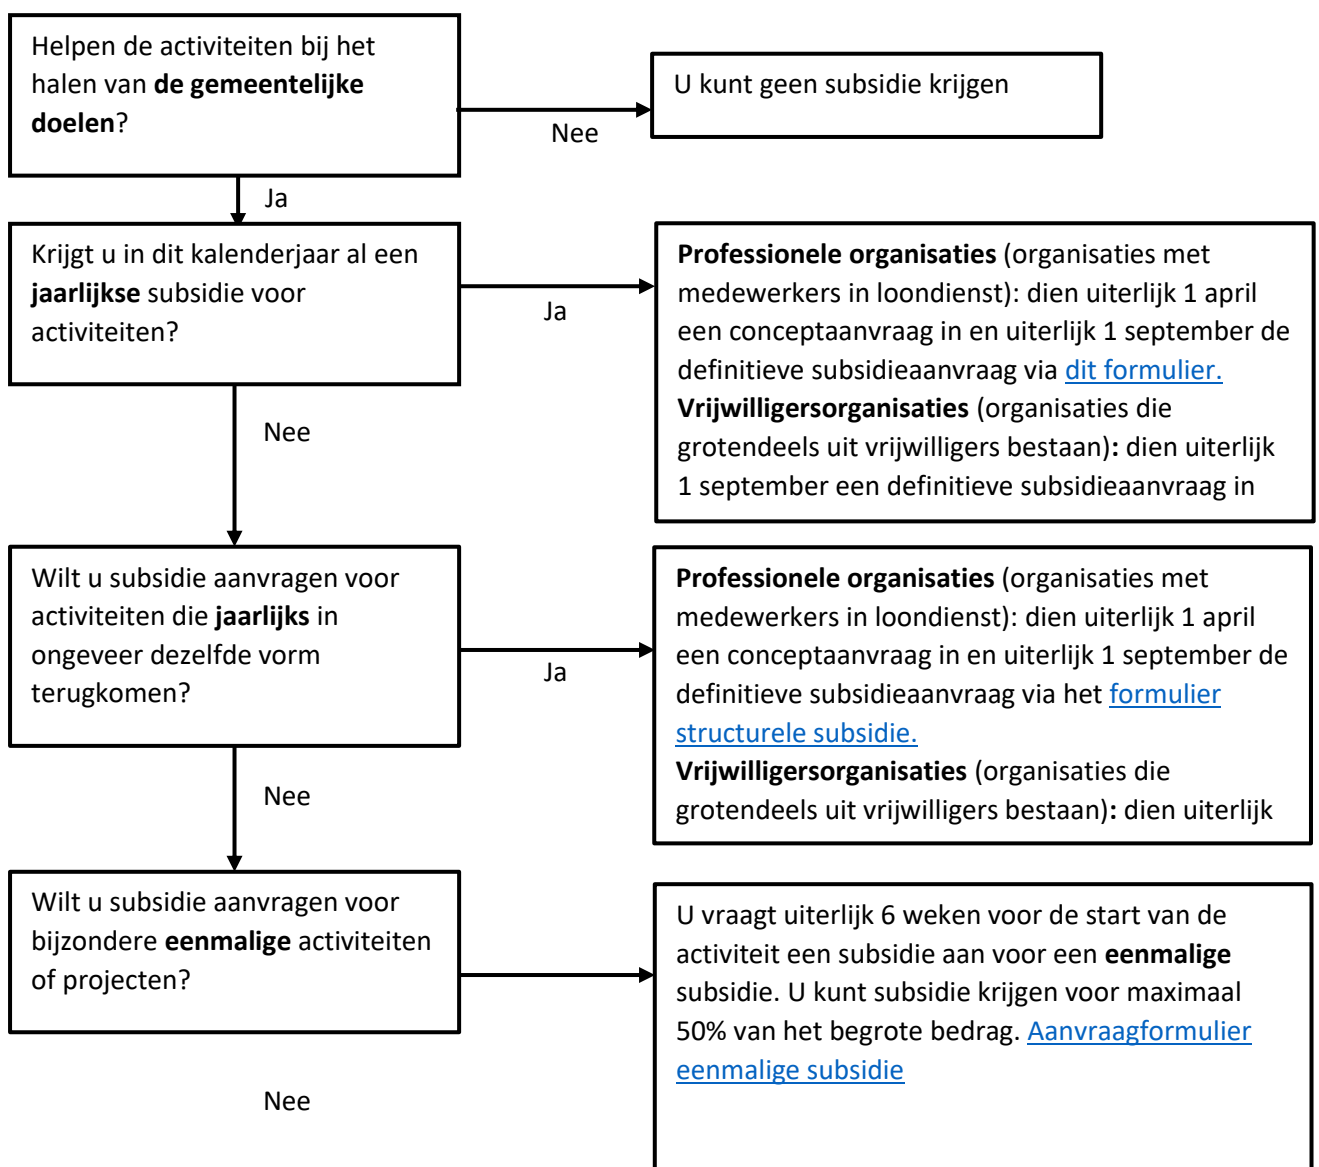 Helpen de activiteiten bij het
halen van de gemeentelijke
doelen?
U kunt geen subsidie krijgen
Nee
Ja
Krijgt u in dit kalenderjaar al een
jaarlijkse subsidie voor
activiteiten?
Ja
Professionele organisaties (organisaties met
medewerkers in loondienst): dien uiterlijk 1 april
een conceptaanvraag in en uiterlijk 1 september de
definitieve subsidieaanvraag via dit formulier.
Vrijwilligersorganisaties (organisaties die
grotendeels uit vrijwilligers bestaan): dien uiterlijk
1 september een definitieve subsidieaanvraag in
Nee
Wilt u subsidie aanvragen voor
activiteiten die jaarlijks in
ongeveer dezelfde vorm
terugkomen?
Ja
Professionele organisaties (organisaties met
medewerkers in loondienst): dien uiterlijk 1 april
een conceptaanvraag in en uiterlijk 1 september de
definitieve subsidieaanvraag via het formulier
structurele subsidie.
Vrijwilligersorganisaties (organisaties die
grotendeels uit vrijwilligers bestaan): dien uiterlijk
Nee
Wilt u subsidie aanvragen voor
bijzondere eenmalige activiteiten
of projecten?
U vraagt uiterlijk 6 weken voor de start van de
activiteit een subsidie aan voor een eenmalige
subsidie. U kunt subsidie krijgen voor maximaal
50% van het begrote bedrag. Aanvraagformulier
eenmalige subsidie
Nee